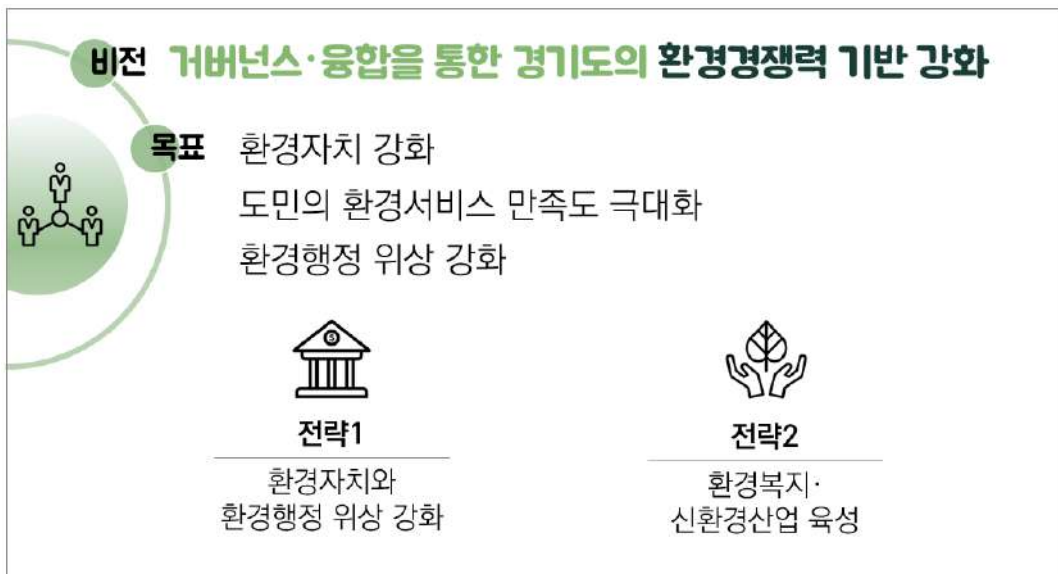 비전 거버넌스·융합을 통한 경기도의 환경경쟁력 기반 강화
목표 환경자치 강화
도민의 환경서비스 만족도 극대화
환경행정 위상 강화
전략1
환경자치와
환경행정 위상 강화
전략2
환경복지·
신환경산업 육성